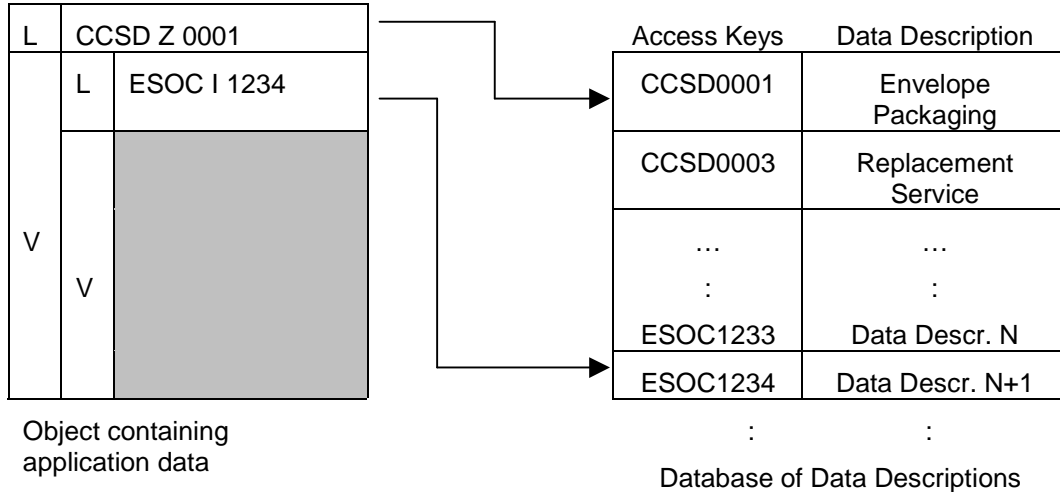 L CCSD Z 0001
L ESOC I 1234
V
V
Object containing
application data
Access Keys Data Description
CCSD0001 Envelope
Packaging
CCSD0003 Replacement
Service
… …
: :
ESOC1233 Data Descr. N
ESOC1234 Data Descr. N+1
: :
Database of Data Descriptions